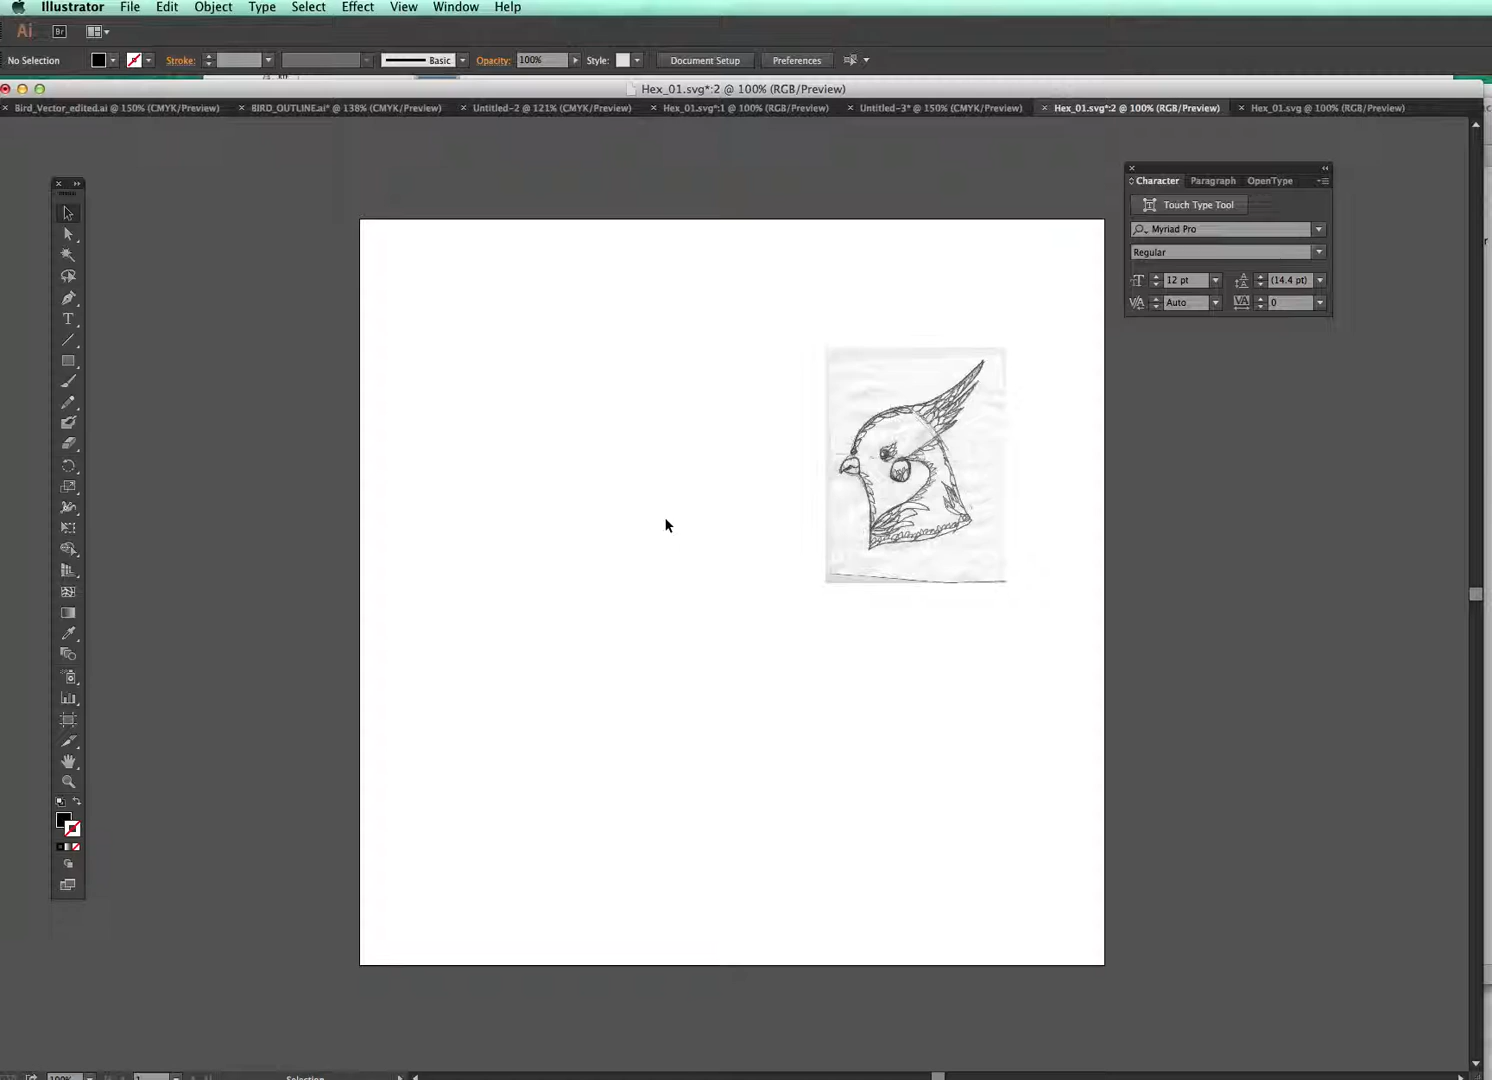 Illustrator File Edit Object Type Select Effect View Window Help
Ai Br
No Selection Stroke: Basic Opacity: 100% Style: Document Setup Preferences
Hex_01.svg*:2 @ 100% (RGB/Preview)
Bird_Vector_edited.ai @ 150% (CMYK/Preview) BIRD_OUTLINE.ai* @ 138% (CMYK/Preview) Untitled-2 @ 121% (CMYK/Preview) Hex_01.svg*:1 @ 100% (RGB/Preview) Untitled-3* @ 150% (CMYK/Preview) Hex_01.svg*:2 @ 100% (RGB/Preview) Hex_01.svg @ 100% (RGB/Preview)
Character Paragraph OpenType
Touch Type Tool
Myriad Pro
Regular
12 pt (14.4 pt)
Auto 0
100% 1 Selection